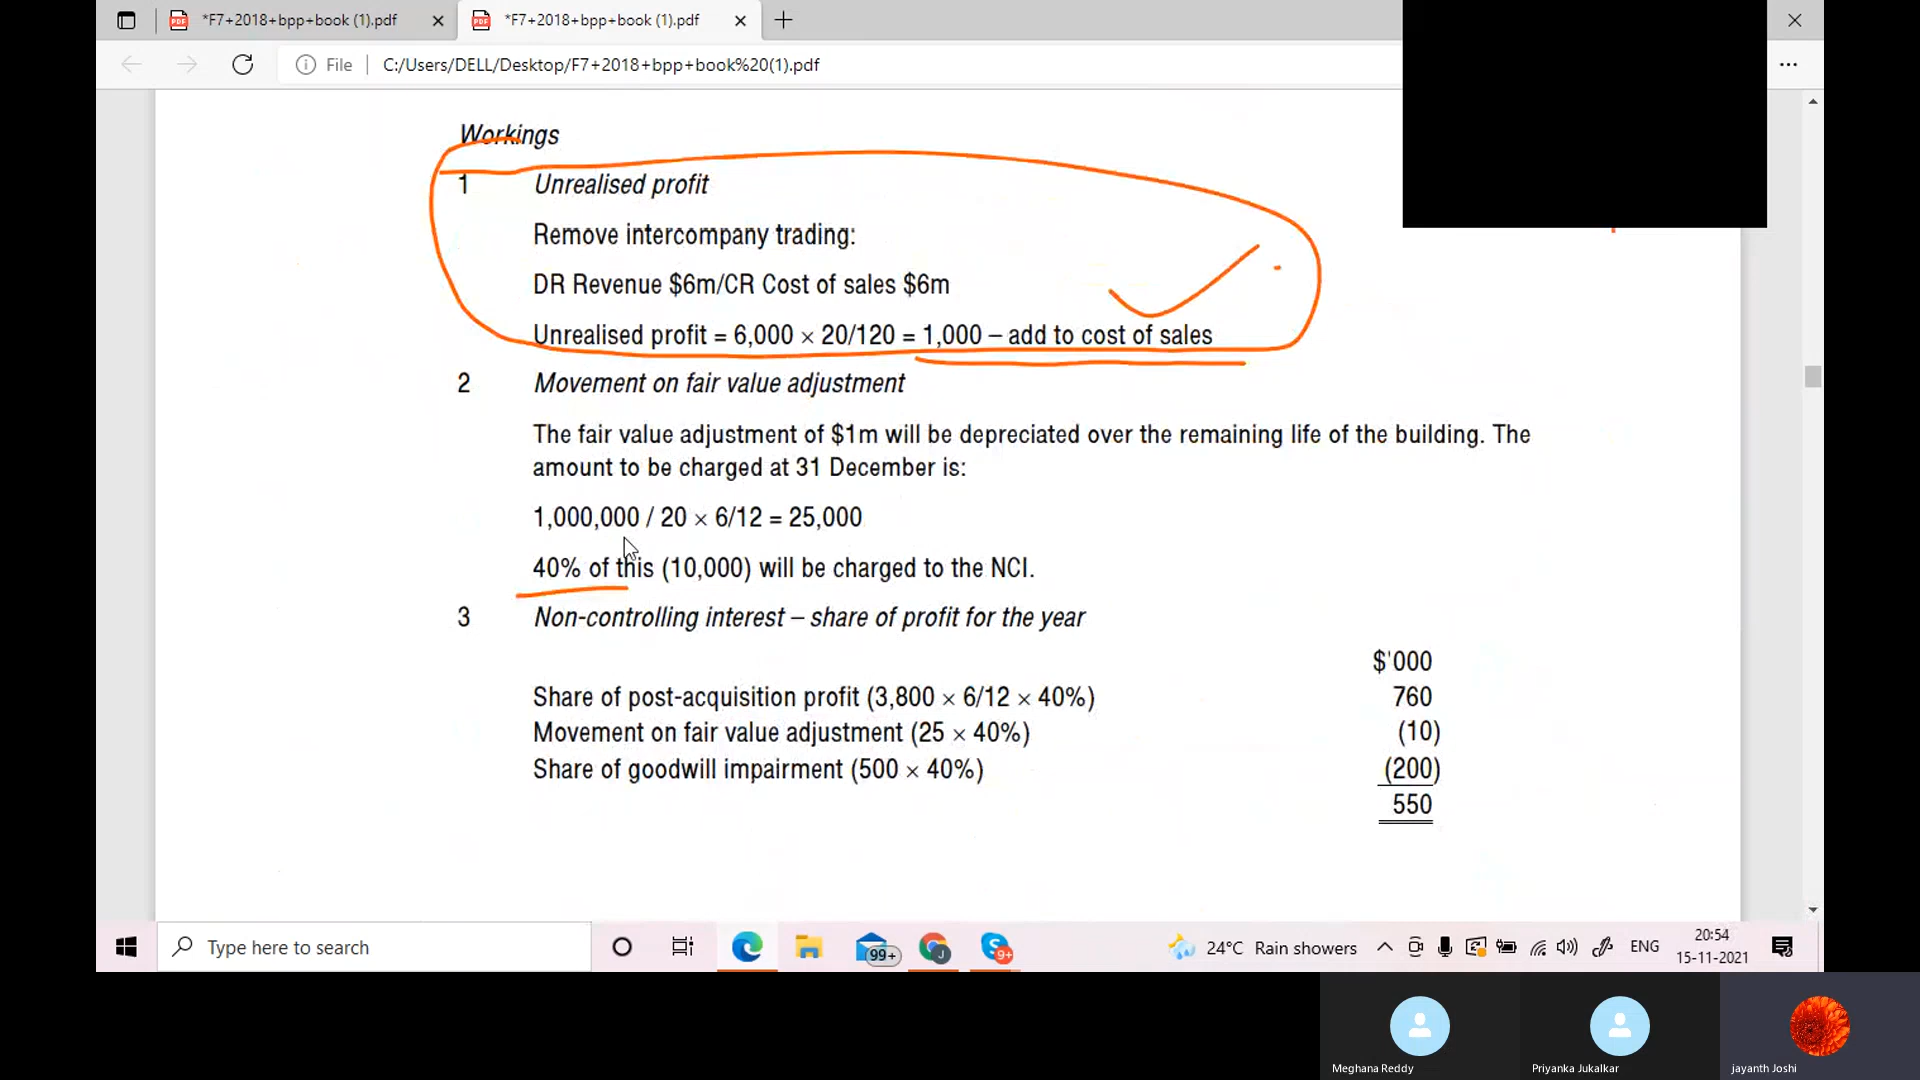 *F7+2018+bpp+book (1).pdf
*F7+2018+bpp+book (1).pdf
File
C:/Users/DELL/Desktop/F7+2018+bpp+book%20(1).pdf
Workings
1 Unrealised profit
Remove intercompany trading:
DR Revenue $6m/CR Cost of sales $6m
Unrealised profit = 6,000 × 20/120 = 1,000 – add to cost of sales
2 Movement on fair value adjustment
The fair value adjustment of $1m will be depreciated over the remaining life of the building. The
amount to be charged at 31 December is:
1,000,000 / 20 × 6/12 = 25,000
40% of this (10,000) will be charged to the NCI.
3 Non-controlling interest – share of profit for the year
$'000
Share of post-acquisition profit (3,800 × 6/12 × 40%) 760
Movement on fair value adjustment (25 × 40%) (10)
Share of goodwill impairment (500 × 40%) (200)
550
Type here to search
99+
J
9+
24°C Rain showers
ENG
20:54
15-11-2021
Meghana Reddy
Priyanka Jukalkar
jayanth Joshi